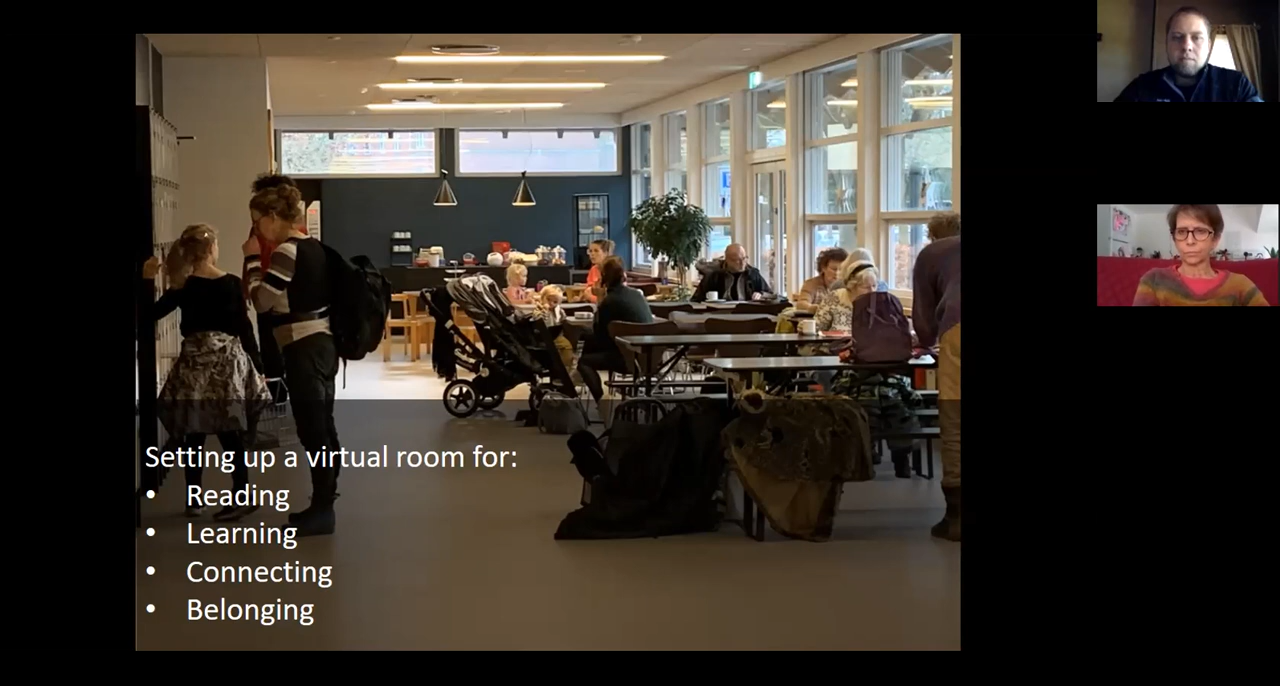 Setting up a virtual room for:
• Reading
• Learning
• Connecting
• Belonging